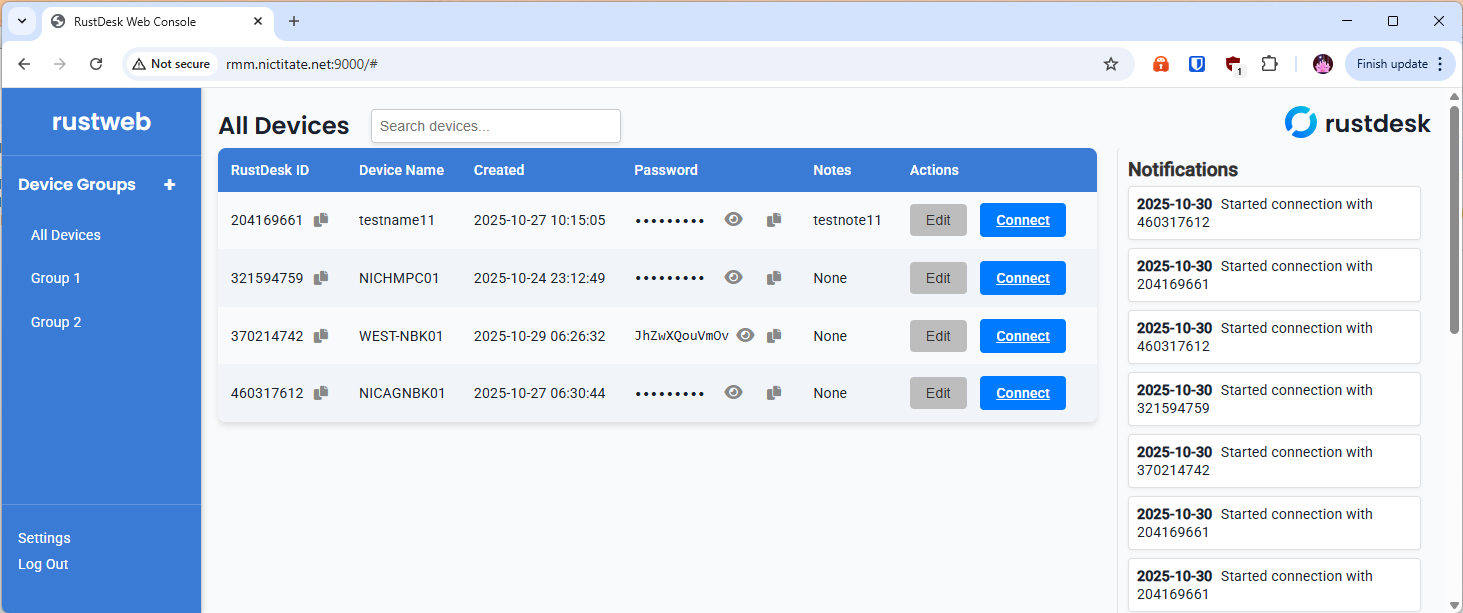 RustDesk Web Console
Not secure
rmm.nictitate.net:9000/#
1
Finish update
rustweb
Device Groups +
All Devices
Group 1
Group 2
Settings
Log Out
All Devices
Search devices...
rustdesk
RustDesk ID Device Name Created Password Notes Actions
204169661 testname11 2025-10-27 10:15:05 ••••••••• testnote11 Edit Connect
321594759 NICHMPC01 2025-10-24 23:12:49 ••••••••• None Edit Connect
370214742 WEST-NBK01 2025-10-29 06:26:32 JhZwXQouVmOv None Edit Connect
460317612 NICAGNBK01 2025-10-27 06:30:44 ••••••••• None Edit Connect
Notifications
2025-10-30 Started connection with
460317612
2025-10-30 Started connection with
204169661
2025-10-30 Started connection with
460317612
2025-10-30 Started connection with
321594759
2025-10-30 Started connection with
370214742
2025-10-30 Started connection with
204169661
2025-10-30 Started connection with
204169661